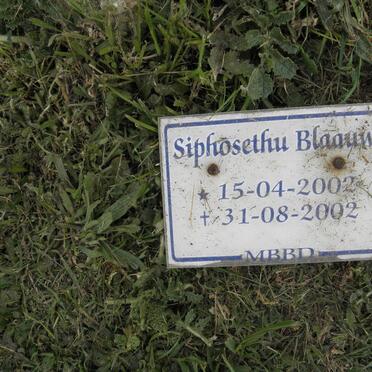 Siphosethu Blaauw
★ 15-04-2002
† 31-08-2002
MBBD